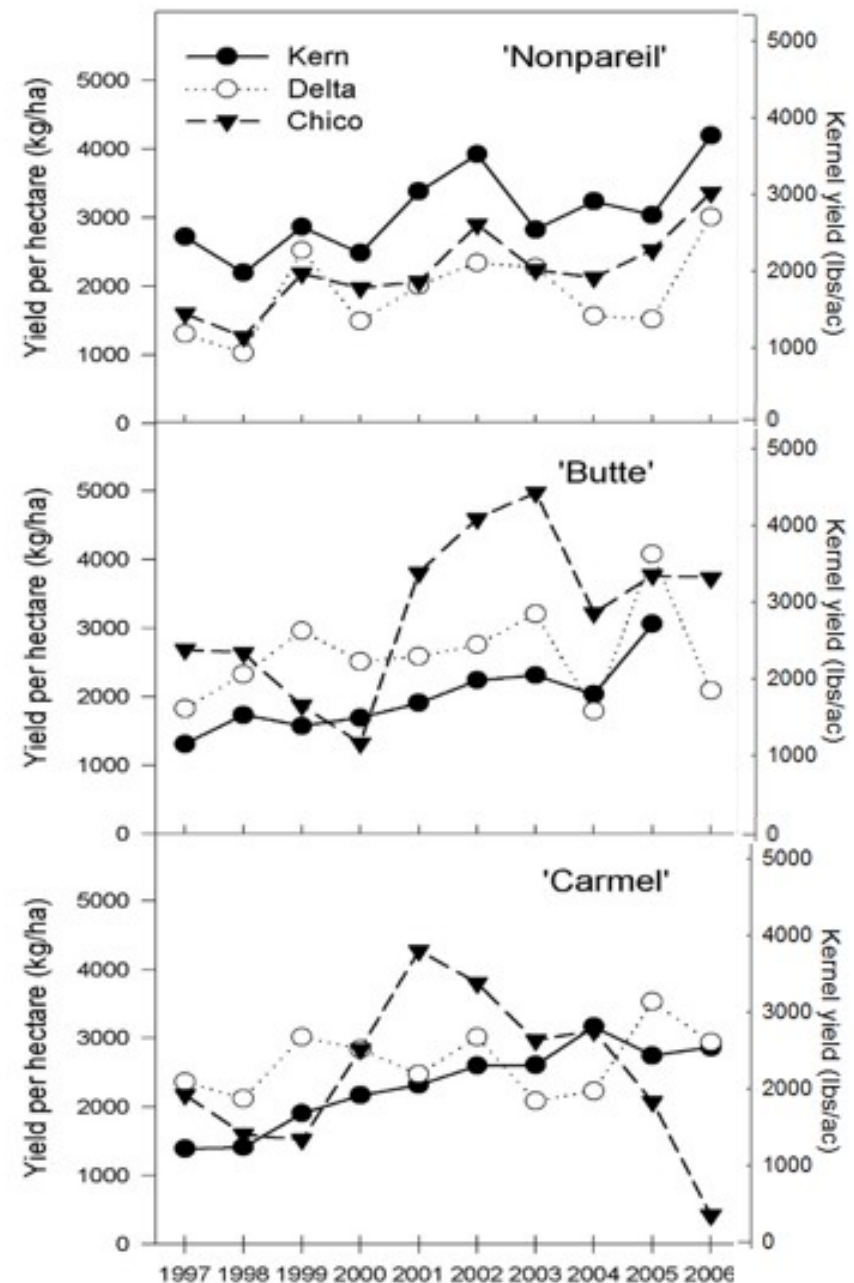 'Nonpareil'
Kern
Delta
Chico
Yield per hectare (kg/ha)
5000
4000
3000
2000
1000
0
Kernel yield (lbs/ac)
5000
4000
3000
2000
1000
0
'Butte'
Yield per hectare (kg/ha)
5000
4000
3000
2000
1000
0
Kernel yield (lbs/ac)
5000
4000
3000
2000
1000
0
'Carmel'
Yield per hectare (kg/ha)
5000
4000
3000
2000
1000
0
Kernel yield (lbs/ac)
5000
4000
3000
2000
1000
0
1997 1998 1999 2000 2001 2002 2003 2004 2005 2006